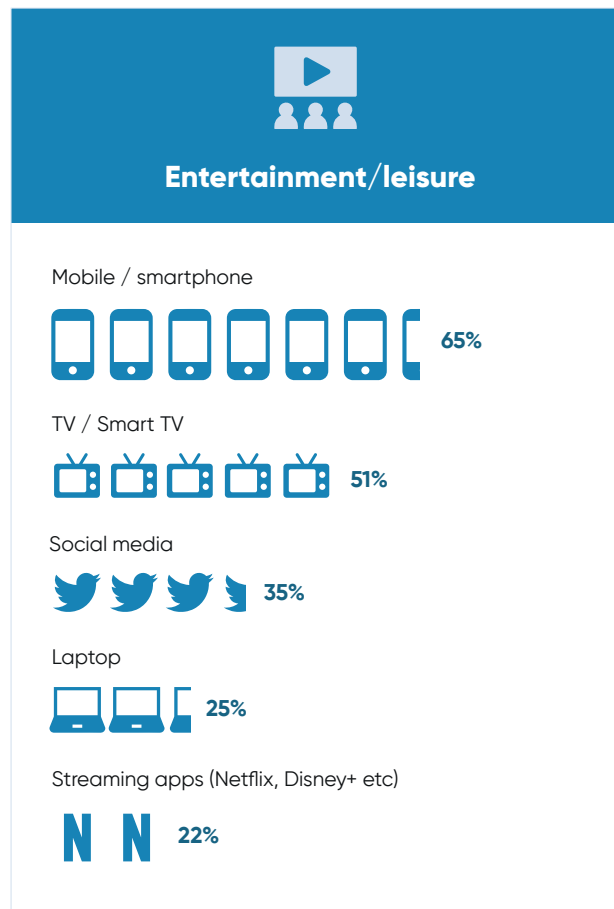 Entertainment/leisure
Mobile / smartphone
65%
TV / Smart TV
51%
Social media
35%
Laptop
25%
Streaming apps (Netflix, Disney+ etc)
N N
22%